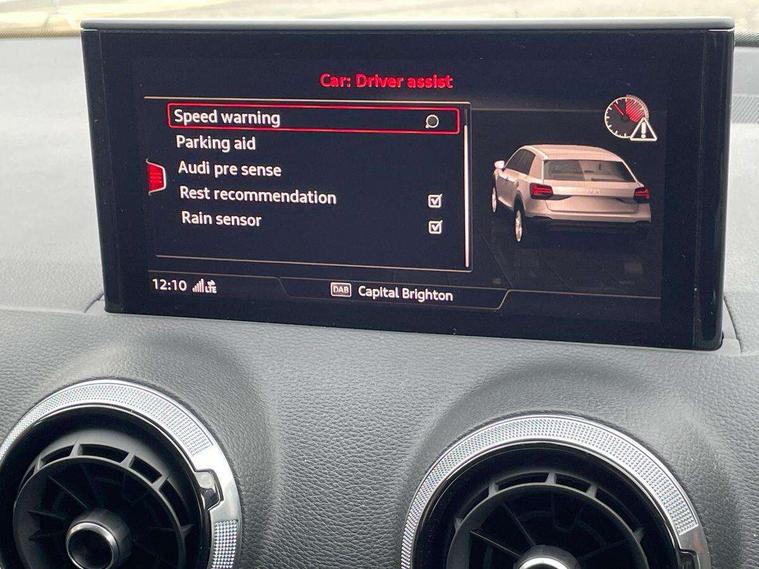 Car: Driver assist
Speed warning
Parking aid
Audi pre sense
Rest recommendation
Rain sensor
12:10 LTE
DAB Capital Brighton